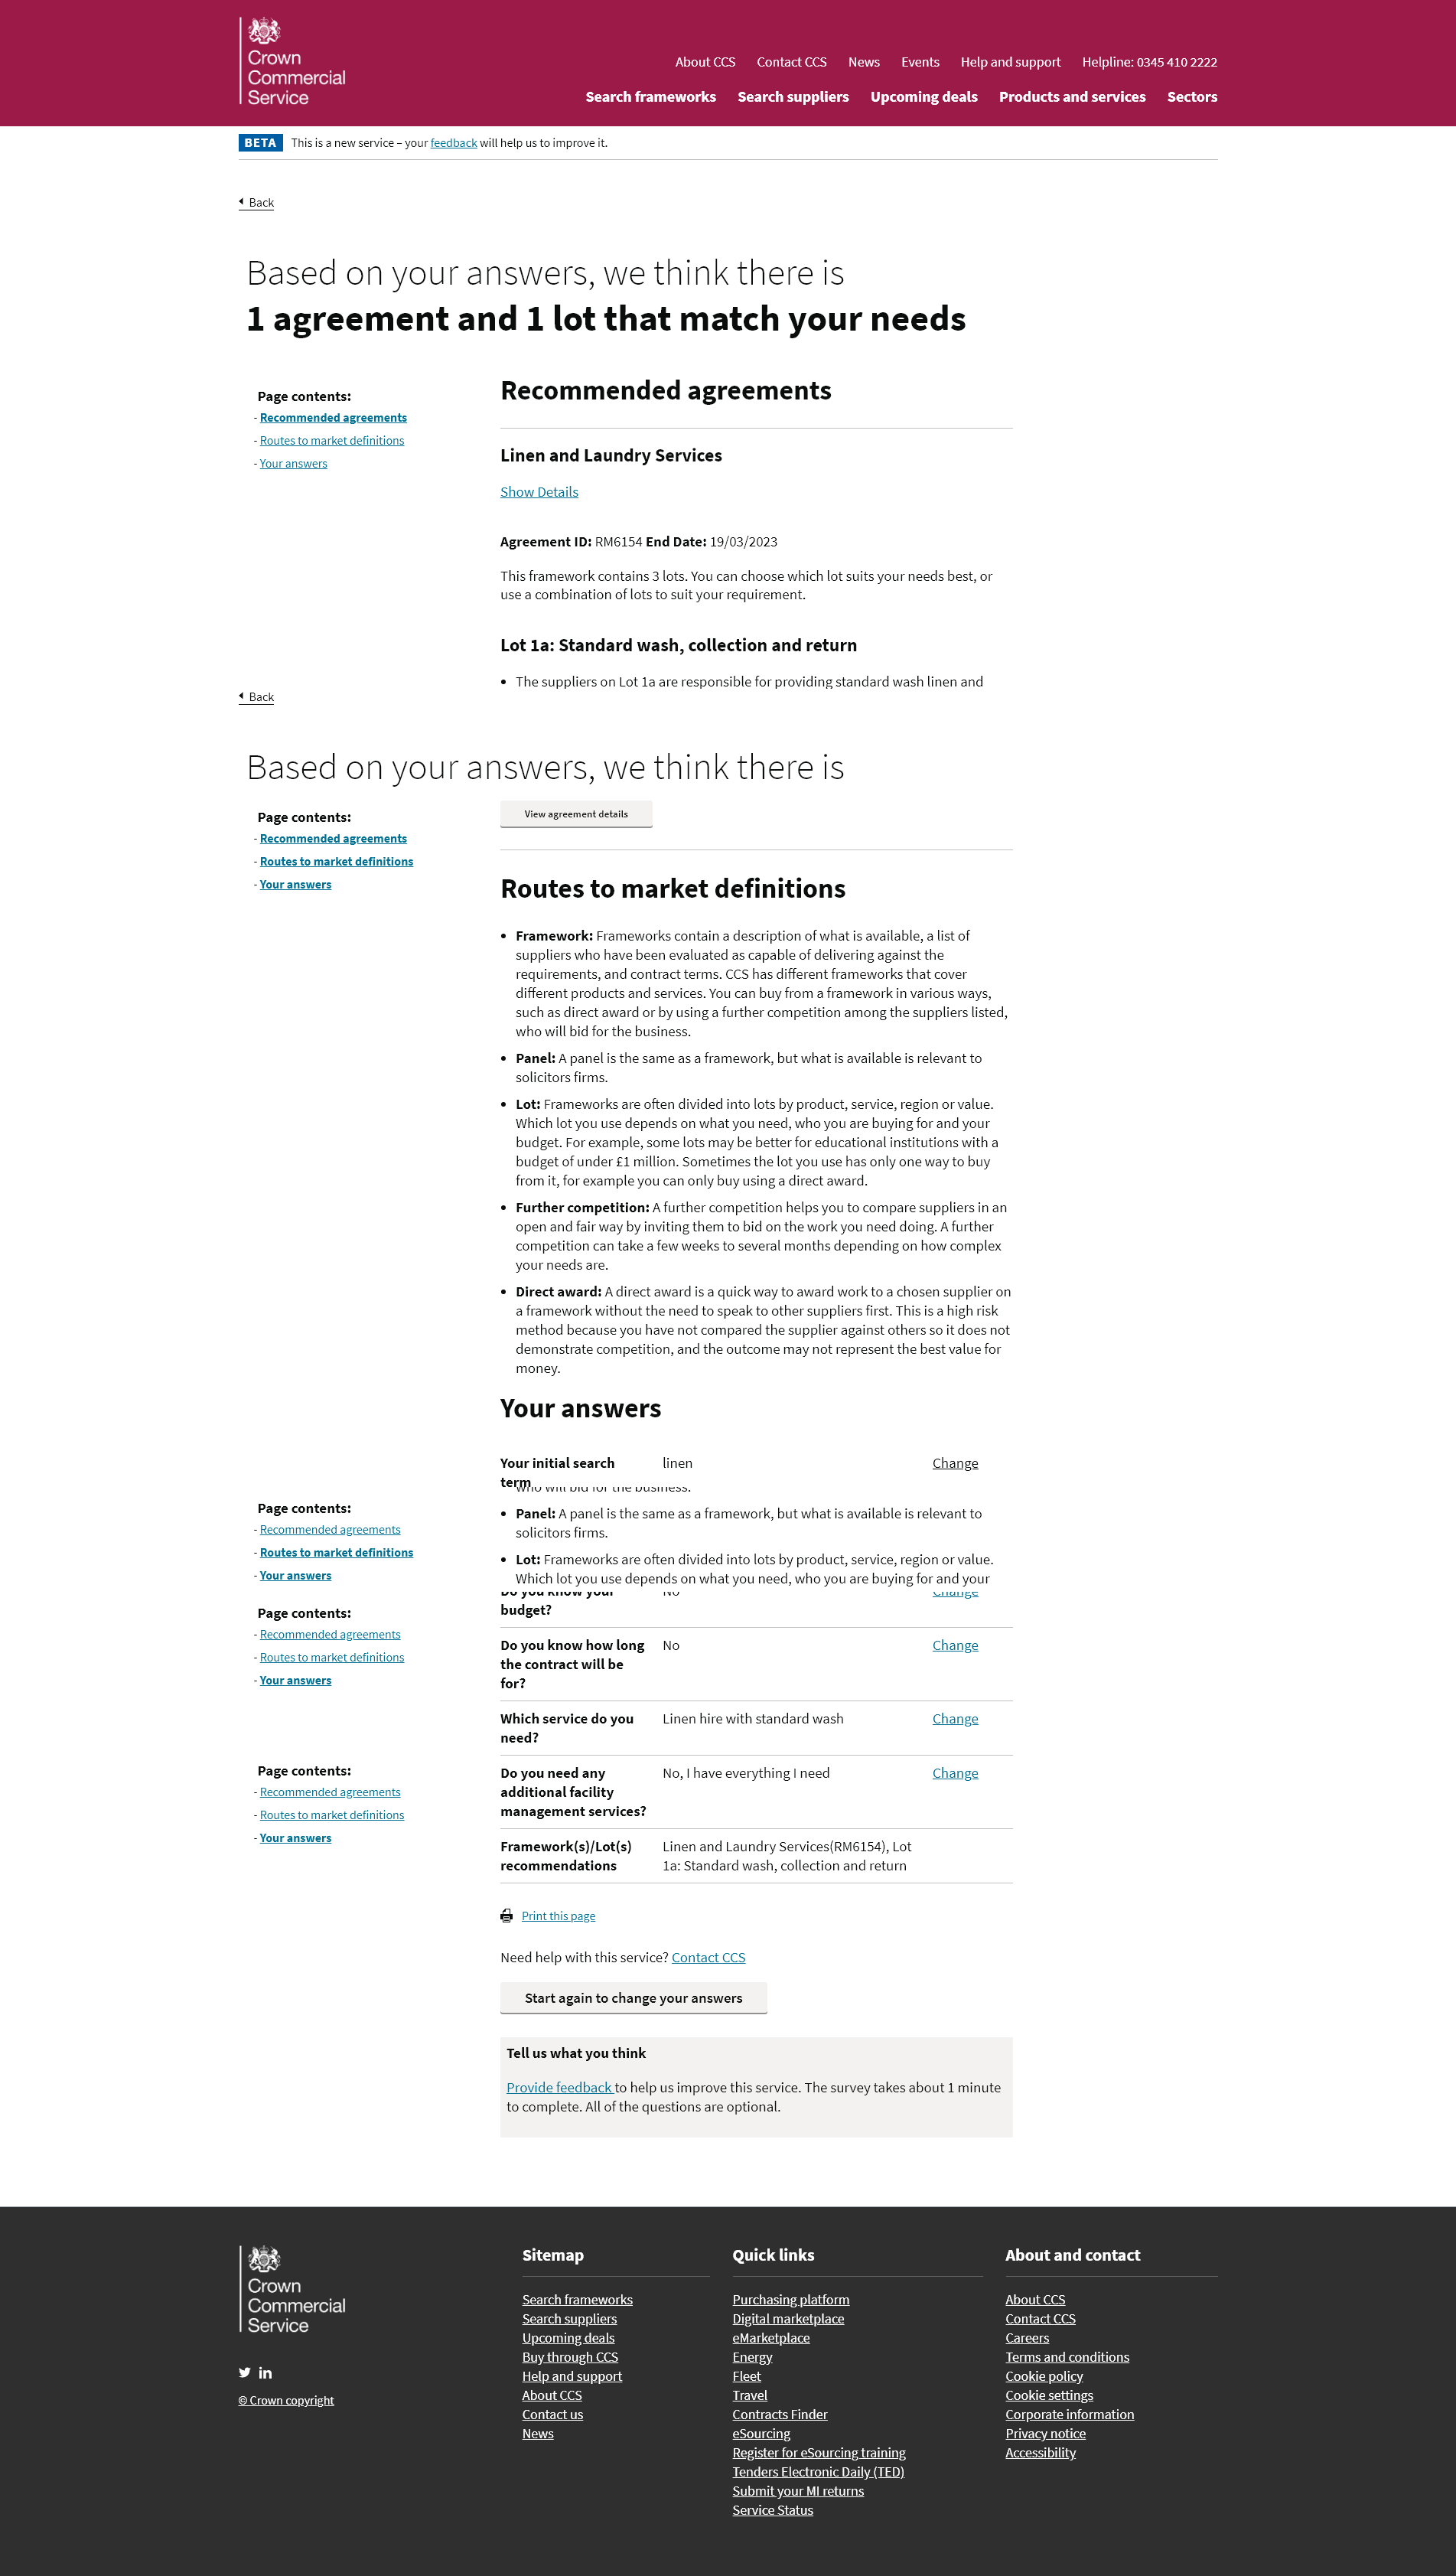 Crown
Commercial
Service
About CCS Contact CCS News Events Help and support Helpline: 0345 410 2222
Search frameworks Search suppliers Upcoming deals Products and services Sectors
BETA This is a new service – your feedback will help us to improve it.
Back
Based on your answers, we think there is
1 agreement and 1 lot that match your needs
Page contents:
- Recommended agreements
- Routes to market definitions
- Your answers
Recommended agreements
Linen and Laundry Services
Show Details
Agreement ID: RM6154 End Date: 19/03/2023
This framework contains 3 lots. You can choose which lot suits your needs best, or
use a combination of lots to suit your requirement.
Lot 1a: Standard wash, collection and return
• The suppliers on Lot 1a are responsible for providing standard wash linen and
Back
Based on your answers, we think there is
Page contents:
- Recommended agreements
- Routes to market definitions
- Your answers
View agreement details
Routes to market definitions
• Framework: Frameworks contain a description of what is available, a list of
suppliers who have been evaluated as capable of delivering against the
requirements, and contract terms. CCS has different frameworks that cover
different products and services. You can buy from a framework in various ways,
such as direct award or by using a further competition among the suppliers listed,
who will bid for the business.
• Panel: A panel is the same as a framework, but what is available is relevant to
solicitors firms.
• Lot: Frameworks are often divided into lots by product, service, region or value.
Which lot you use depends on what you need, who you are buying for and your
budget. For example, some lots may be better for educational institutions with a
budget of under £1 million. Sometimes the lot you use has only one way to buy
from it, for example you can only buy using a direct award.
• Further competition: A further competition helps you to compare suppliers in an
open and fair way by inviting them to bid on the work you need doing. A further
competition can take a few weeks to several months depending on how complex
your needs are.
• Direct award: A direct award is a quick way to award work to a chosen supplier on
a framework without the need to speak to other suppliers first. This is a high risk
method because you have not compared the supplier against others so it does not
demonstrate competition, and the outcome may not represent the best value for
money.
Your answers
Your initial search linen Change
term
who will bid for the business.
Page contents:
- Recommended agreements
- Routes to market definitions
- Your answers
• Panel: A panel is the same as a framework, but what is available is relevant to
solicitors firms.
• Lot: Frameworks are often divided into lots by product, service, region or value.
Which lot you use depends on what you need, who you are buying for and your
Do you know your No Change
budget?
Page contents:
- Recommended agreements
- Routes to market definitions
- Your answers
Do you know how long No Change
the contract will be
for?
Which service do you Linen hire with standard wash Change
need?
Page contents:
- Recommended agreements
- Routes to market definitions
- Your answers
Do you need any No, I have everything I need Change
additional facility
management services?
Framework(s)/Lot(s) Linen and Laundry Services(RM6154), Lot
recommendations 1a: Standard wash, collection and return
Print this page
Need help with this service? Contact CCS
Start again to change your answers
Tell us what you think
Provide feedback to help us improve this service. The survey takes about 1 minute
to complete. All of the questions are optional.
Crown
Commercial
Service
© Crown copyright
Sitemap
Search frameworks
Search suppliers
Upcoming deals
Buy through CCS
Help and support
About CCS
Contact us
News
Quick links
Purchasing platform
Digital marketplace
eMarketplace
Energy
Fleet
Travel
Contracts Finder
eSourcing
Register for eSourcing training
Tenders Electronic Daily (TED)
Submit your MI returns
Service Status
About and contact
About CCS
Contact CCS
Careers
Terms and conditions
Cookie policy
Cookie settings
Corporate information
Privacy notice
Accessibility